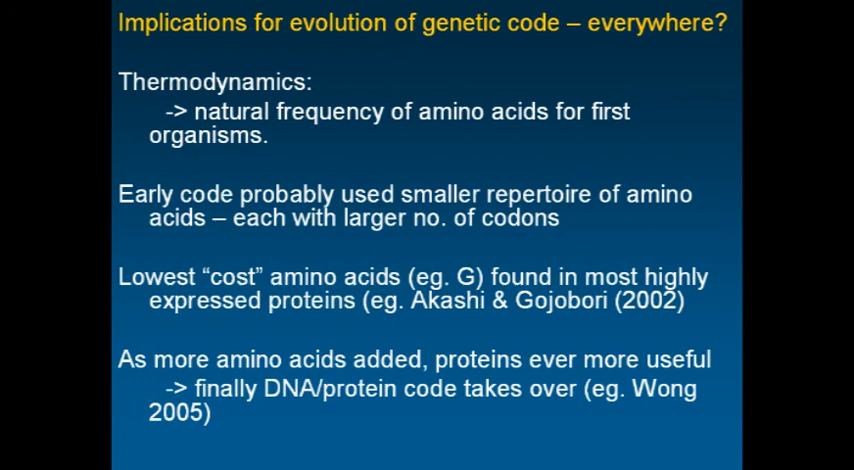 Implications for evolution of genetic code – everywhere?
Thermodynamics:
-> natural frequency of amino acids for first
organisms.
Early code probably used smaller repertoire of amino
acids – each with larger no. of codons
Lowest “cost” amino acids (eg. G) found in most highly
expressed proteins (eg. Akashi & Gojobori (2002)
As more amino acids added, proteins ever more useful
-> finally DNA/protein code takes over (eg. Wong
2005)